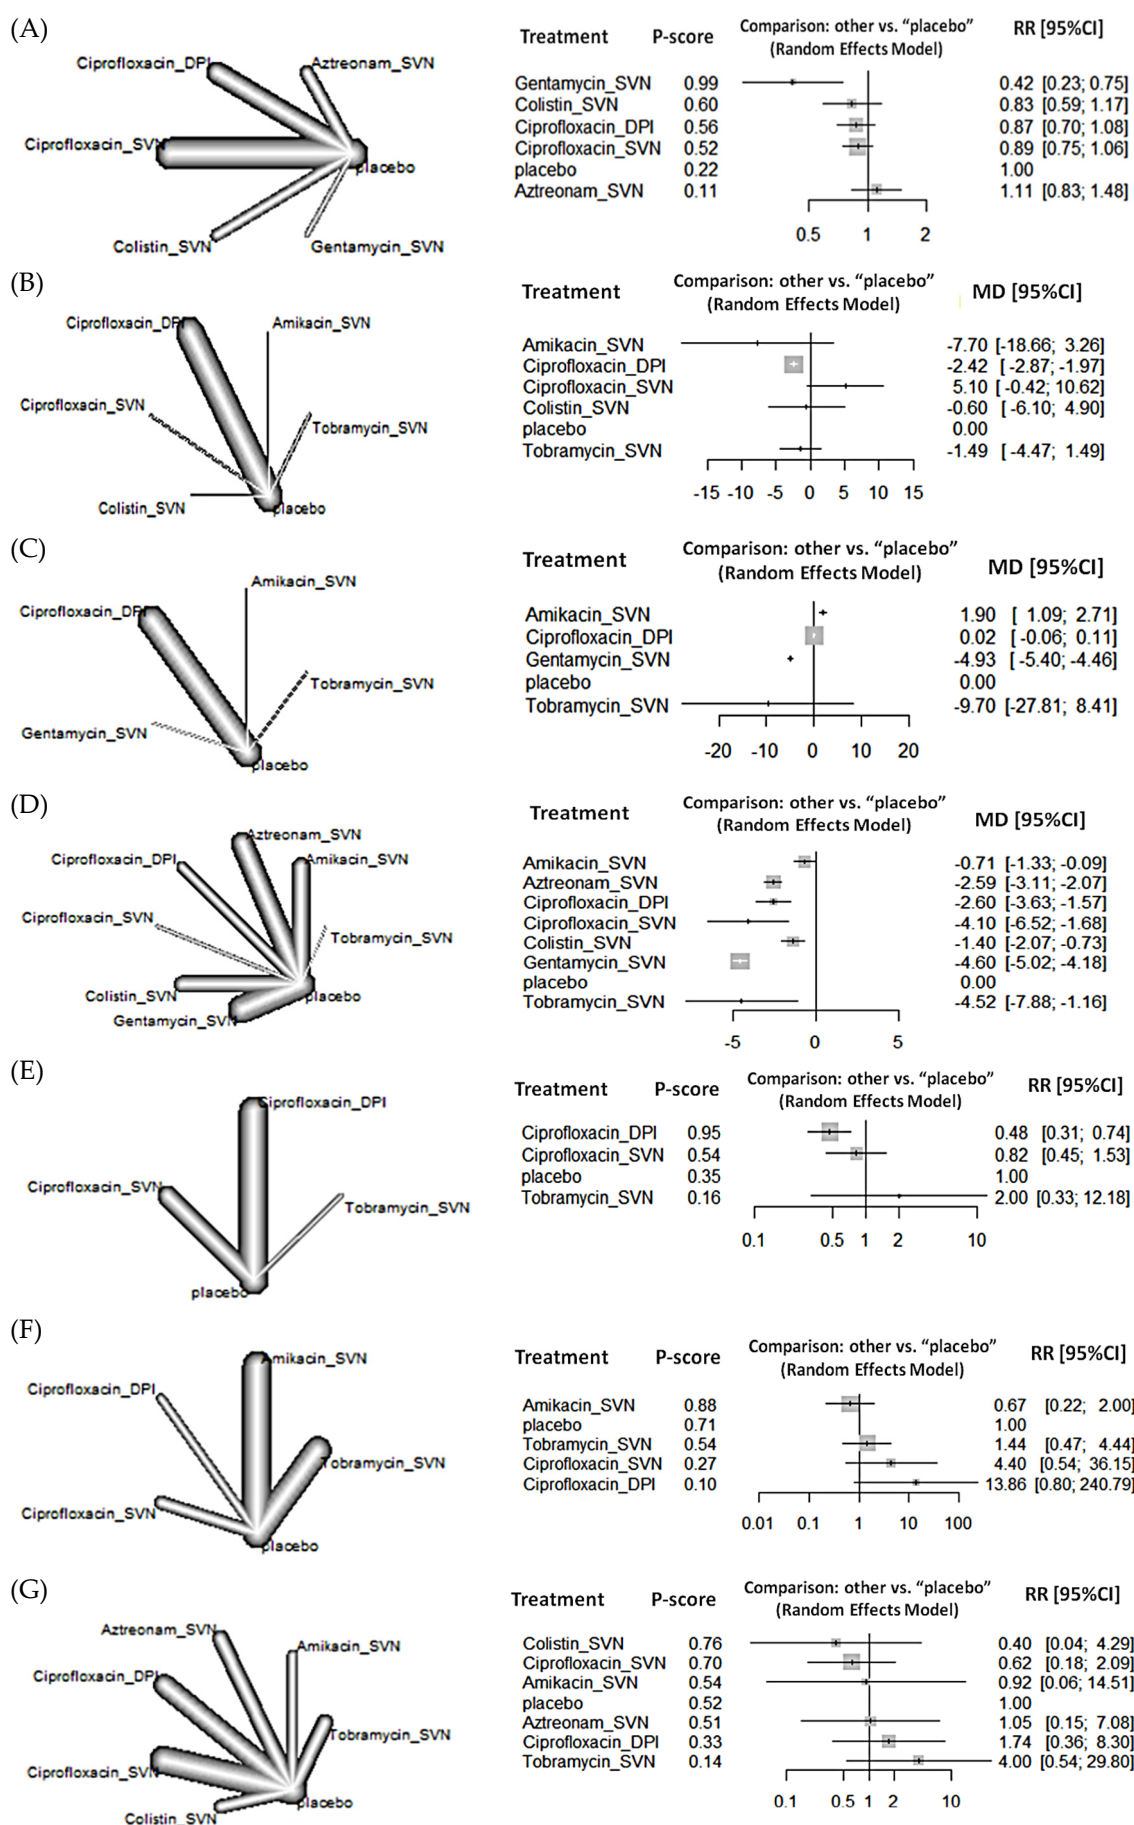 (A)
Ciprofloxacin_DPI
Aztreonam_SVN
Ciprofloxacin_SVN
placebo
Colistin_SVN
Gentamycin_SVN
Treatment P-score Comparison: other vs. “placebo” RR [95%CI]
(Random Effects Model)
Gentamycin_SVN 0.99 0.42 [0.23; 0.75]
Colistin_SVN 0.60 0.83 [0.59; 1.17]
Ciprofloxacin_DPI 0.56 0.87 [0.70; 1.08]
Ciprofloxacin_SVN 0.52 0.89 [0.75; 1.06]
placebo 0.22 1.00
Aztreonam_SVN 0.11 1.11 [0.83; 1.48]
0.5 1 2
(B)
Ciprofloxacin_DPI
Amikacin_SVN
Ciprofloxacin_SVN
Tobramycin_SVN
Colistin_SVN
placebo
Treatment Comparison: other vs. “placebo” MD [95%CI]
(Random Effects Model)
Amikacin_SVN -7.70 [-18.66; 3.26]
Ciprofloxacin_DPI -2.42 [-2.87; -1.97]
Ciprofloxacin_SVN 5.10 [-0.42; 10.62]
Colistin_SVN -0.60 [-6.10; 4.90]
placebo 0.00
Tobramycin_SVN -1.49 [-4.47; 1.49]
-15 -10 -5 0 5 10 15
(C)
Amikacin_SVN
Ciprofloxacin_DPI
Tobramycin_SVN
Gentamycin_SVN
placebo
Treatment Comparison: other vs. “placebo” MD [95%CI]
(Random Effects Model)
Amikacin_SVN 1.90 [ 1.09; 2.71]
Ciprofloxacin_DPI 0.02 [-0.06; 0.11]
Gentamycin_SVN -4.93 [-5.40; -4.46]
placebo 0.00
Tobramycin_SVN -9.70 [-27.81; 8.41]
-20 -10 0 10 20
(D)
Aztreonam_SVN
Ciprofloxacin_DPI
Amikacin_SVN
Ciprofloxacin_SVN
Tobramycin_SVN
Colistin_SVN
placebo
Gentamycin_SVN
Treatment Comparison: other vs. “placebo” MD [95%CI]
(Random Effects Model)
Amikacin_SVN -0.71 [-1.33; -0.09]
Aztreonam_SVN -2.59 [-3.11; -2.07]
Ciprofloxacin_DPI -2.60 [-3.63; -1.57]
Ciprofloxacin_SVN -4.10 [-6.52; -1.68]
Colistin_SVN -1.40 [-2.07; -0.73]
Gentamycin_SVN -4.60 [-5.02; -4.18]
placebo 0.00
Tobramycin_SVN -4.52 [-7.88; -1.16]
-5 0 5
(E)
Ciprofloxacin_DPI
Ciprofloxacin_SVN
Tobramycin_SVN
placebo
Treatment P-score Comparison: other vs. “placebo” RR [95%CI]
(Random Effects Model)
Ciprofloxacin_DPI 0.95 0.48 [0.31; 0.74]
Ciprofloxacin_SVN 0.54 0.82 [0.45; 1.53]
placebo 0.35 1.00
Tobramycin_SVN 0.16 2.00 [0.33; 12.18]
0.1 0.5 1 2 10
(F)
Amikacin_SVN
Ciprofloxacin_DPI
Tobramycin_SVN
Ciprofloxacin_SVN
placebo
Treatment P-score Comparison: other vs. “placebo” RR [95%CI]
(Random Effects Model)
Amikacin_SVN 0.88 0.67 [0.22; 2.00]
placebo 0.71 1.00
Tobramycin_SVN 0.54 1.44 [0.47; 4.44]
Ciprofloxacin_SVN 0.27 4.40 [0.54; 36.15]
Ciprofloxacin_DPI 0.10 13.86 [0.80; 240.79]
0.01 0.1 1 10 100
(G)
Aztreonam_SVN
Amikacin_SVN
Ciprofloxacin_DPI
Tobramycin_SVN
Ciprofloxacin_SVN
placebo
Colistin_SVN
Treatment P-score Comparison: other vs. “placebo” RR [95%CI]
(Random Effects Model)
Colistin_SVN 0.76 0.40 [0.04; 4.29]
Ciprofloxacin_SVN 0.70 0.62 [0.18; 2.09]
Amikacin_SVN 0.54 0.92 [0.06; 14.51]
placebo 0.52 1.00
Aztreonam_SVN 0.51 1.05 [0.15; 7.08]
Ciprofloxacin_DPI 0.33 1.74 [0.36; 8.30]
Tobramycin_SVN 0.14 4.00 [0.54; 29.80]
0.1 0.5 1 2 10